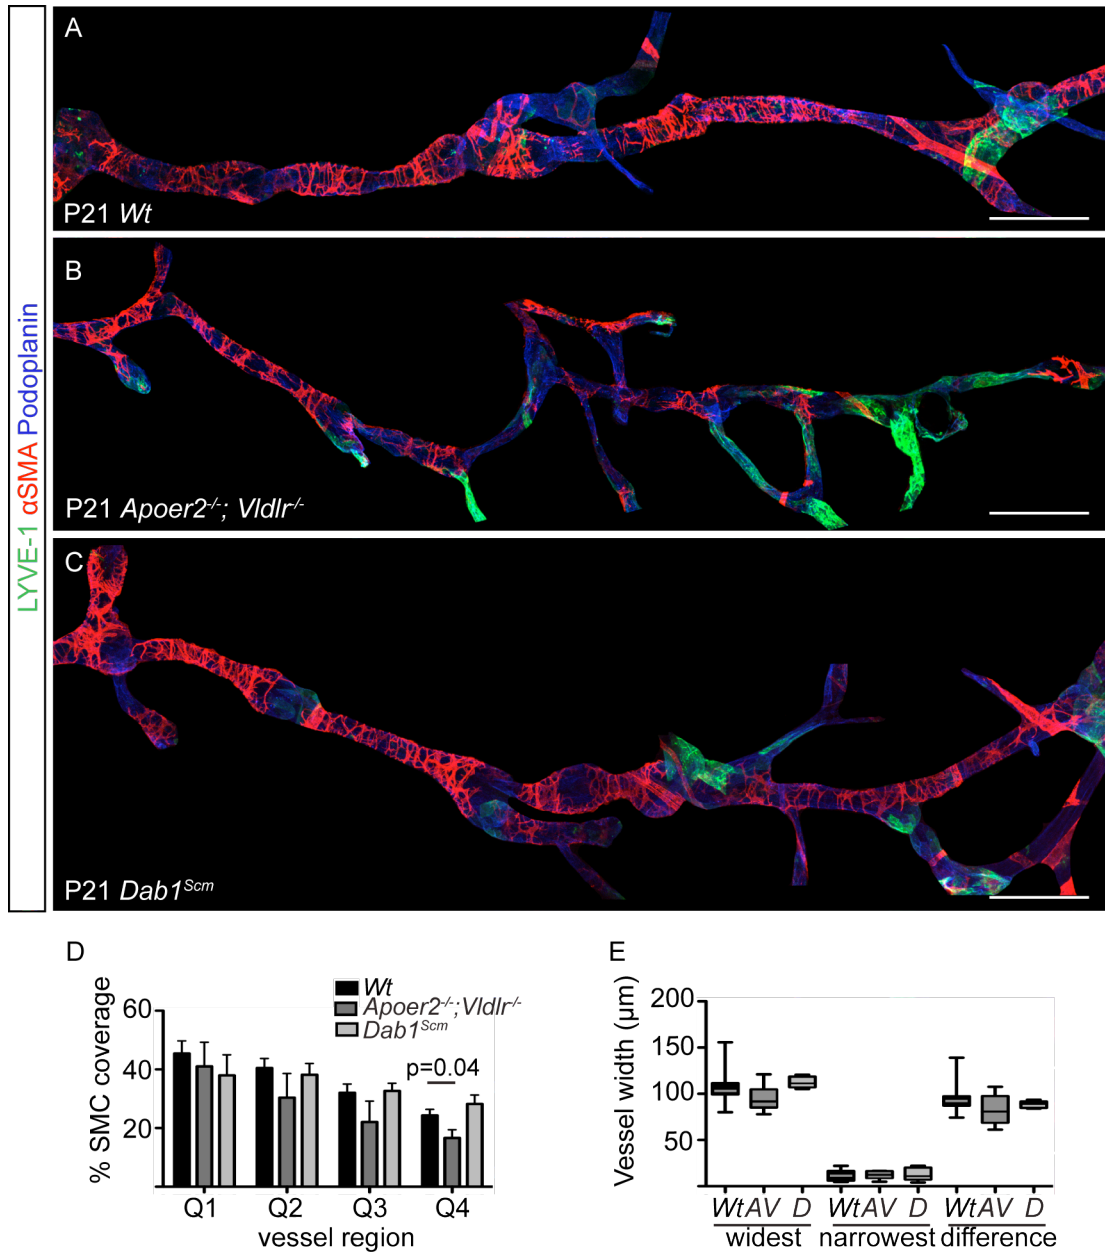 LYVE-1 αSMA Podoplanin
A
P21 Wt
B
P21 Apoer2-/-; Vldlr-/-
C
P21 Dab 1Scm
D
Wt
Apoer2-/-;Vldlr-/-
Dab1Scm
p=0.04
% SMC coverage
60
40
20
Q1 Q2 Q3 Q4
vessel region
E
Vessel width (µm)
200
150
100
50
Wt AV D Wt AV D Wt AV D
widest narrowest difference